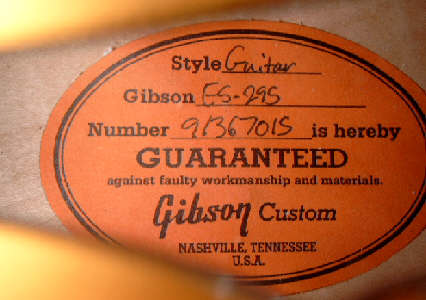 Style Guitar
Gibson ES-295
Number 91367015 is hereby
GUARANTEED
against faulty workmanship and materials.
Gibson Custom
NASHVILLE, TENNESSEE
U.S.A.